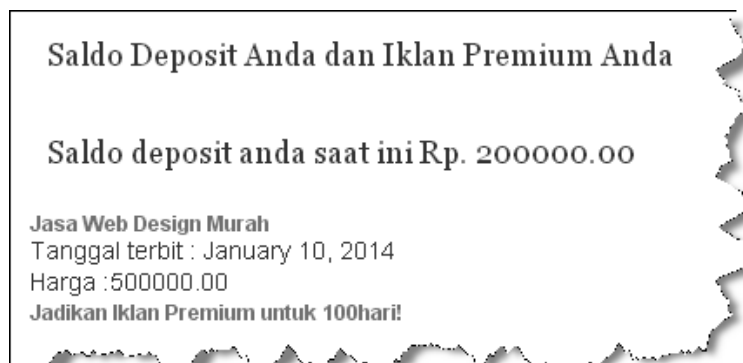 Saldo Deposit Anda dan Iklan Premium Anda
Saldo deposit anda saat ini Rp. 200000.00
Jasa Web Design Murah
Tanggal terbit : January 10, 2014
Harga :500000.00
Jadikan Iklan Premium untuk 100hari!